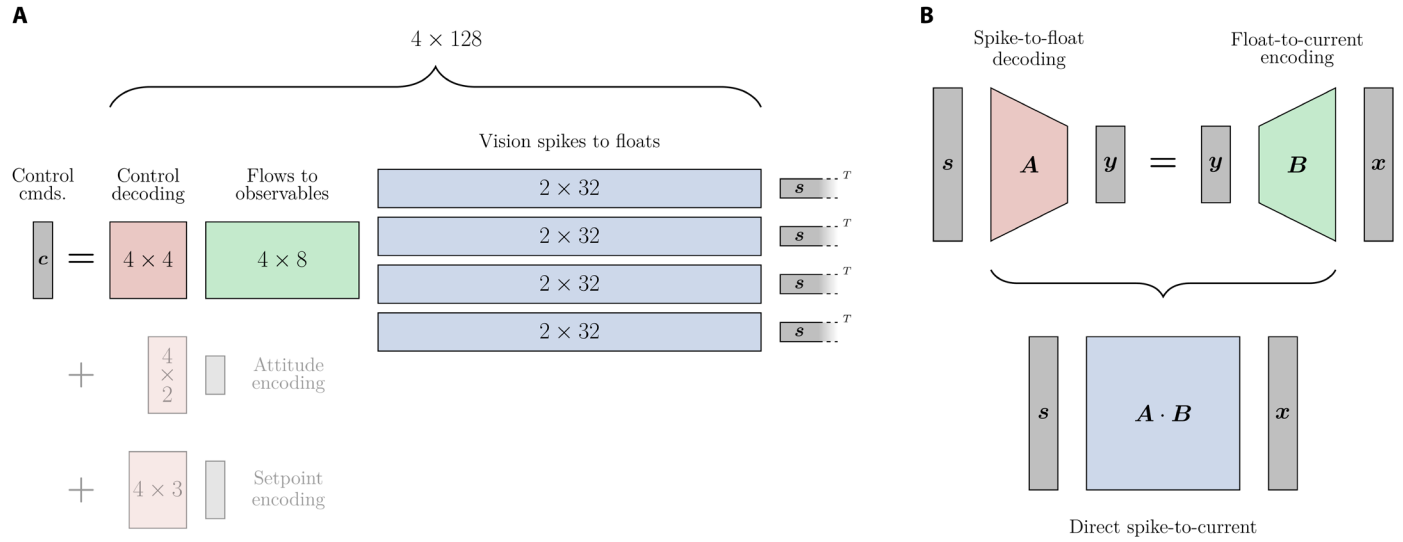 A
4 × 128
Vision spikes to floats
Control
cmds.
Control
decoding
Flows to
observables
c
=
4 × 4
4 × 8
2 × 32
s T
2 × 32
s T
2 × 32
s T
2 × 32
s T
+
4
×
2
Attitude
encoding
+
4 × 3
Setpoint
encoding
B
Spike-to-float
decoding
Float-to-current
encoding
s
A
y
=
y
B
x
s
A · B
x
Direct spike-to-current